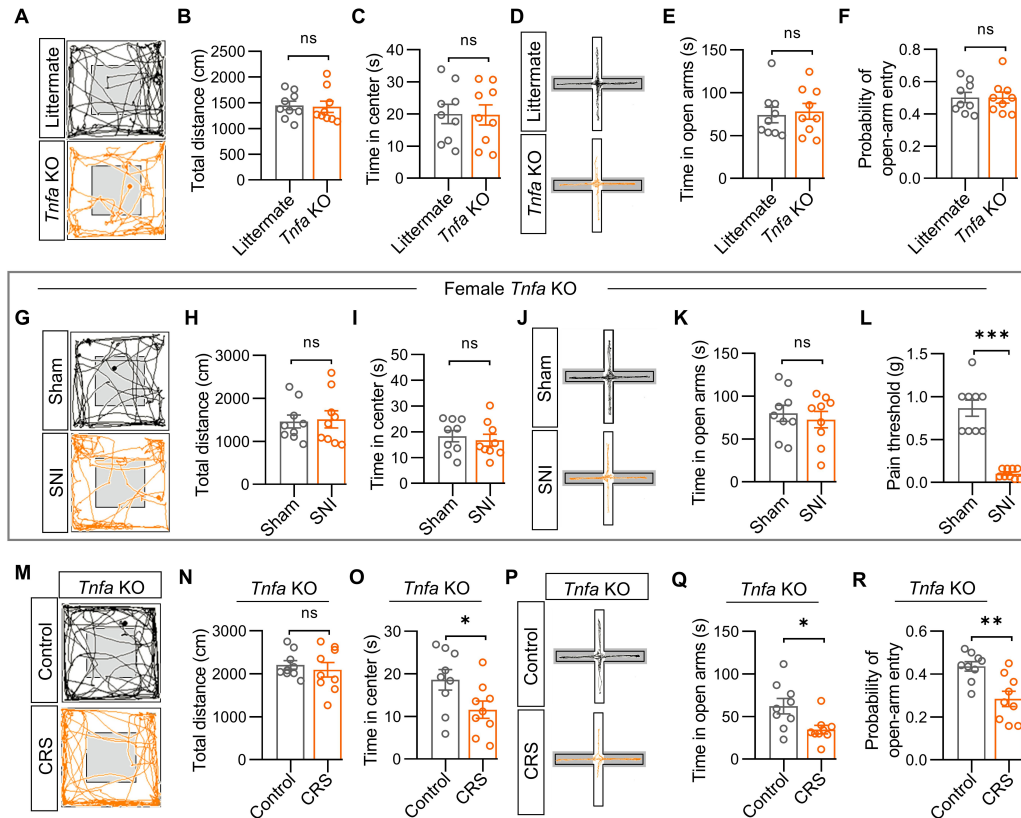 A
Littermate
Tnfa KO
B
ns
Total distance (cm)
2500
2000
1500
1000
500
0
Littermate
Tnfa KO
C
ns
Time in center (s)
40
30
20
10
0
Littermate
Tnfa KO
D
Littermate
Tnfa KO
E
ns
Time in open arms (s)
150
100
50
0
Littermate
Tnfa KO
F
ns
Probability of
open-arm entry
0.8
0.6
0.4
0.2
0.0
Littermate
Tnfa KO
Female Tnfa KO
G
Sham
SNI
H
ns
Total distance (cm)
3000
2000
1000
0
Sham
SNI
I
ns
Time in center (s)
50
40
30
20
10
0
Sham
SNI
J
Sham
SNI
K
ns
Time in open arms (s)
150
100
50
0
Sham
SNI
L
***
Pain threshold (g)
1.5
1.0
0.5
0.0
Sham
SNI
M
Tnfa KO
Control
CRS
N
Tnfa KO
ns
Total distance (cm)
3000
2000
1000
0
Control
CRS
O
Tnfa KO
*
Time in center (s)
30
20
10
0
Control
CRS
P
Tnfa KO
Control
CRS
Q
Tnfa KO
*
Time in open arms (s)
150
100
50
0
Control
CRS
R
Tnfa KO
**
Probability of
open-arm entry
0.6
0.4
0.2
0.0
Control
CRS